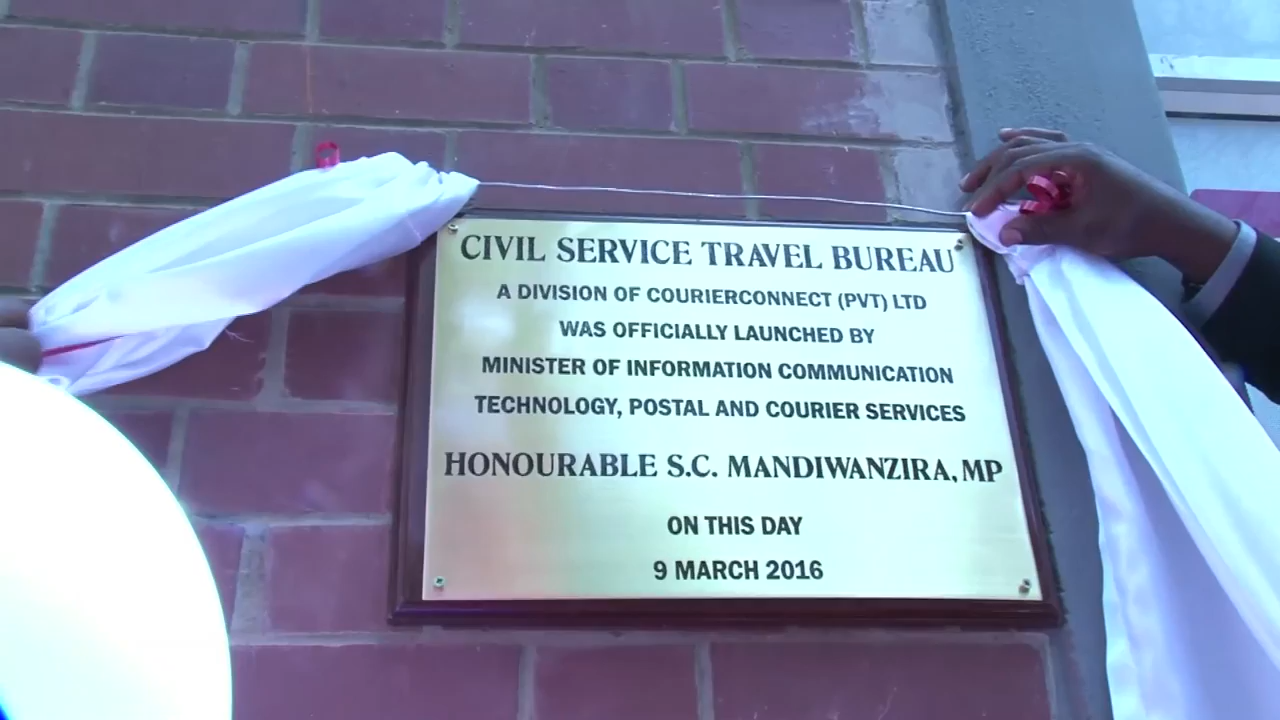 CIVIL SERVICE TRAVEL BUREAU
A DIVISION OF COURIERCONNECT (PVT) LTD
WAS OFFICIALLY LAUNCHED BY
MINISTER OF INFORMATION COMMUNICATION
TECHNOLOGY, POSTAL AND COURIER SERVICES
HONOURABLE S.C. MANDIWANZIRA, MP
ON THIS DAY
9 MARCH 2016